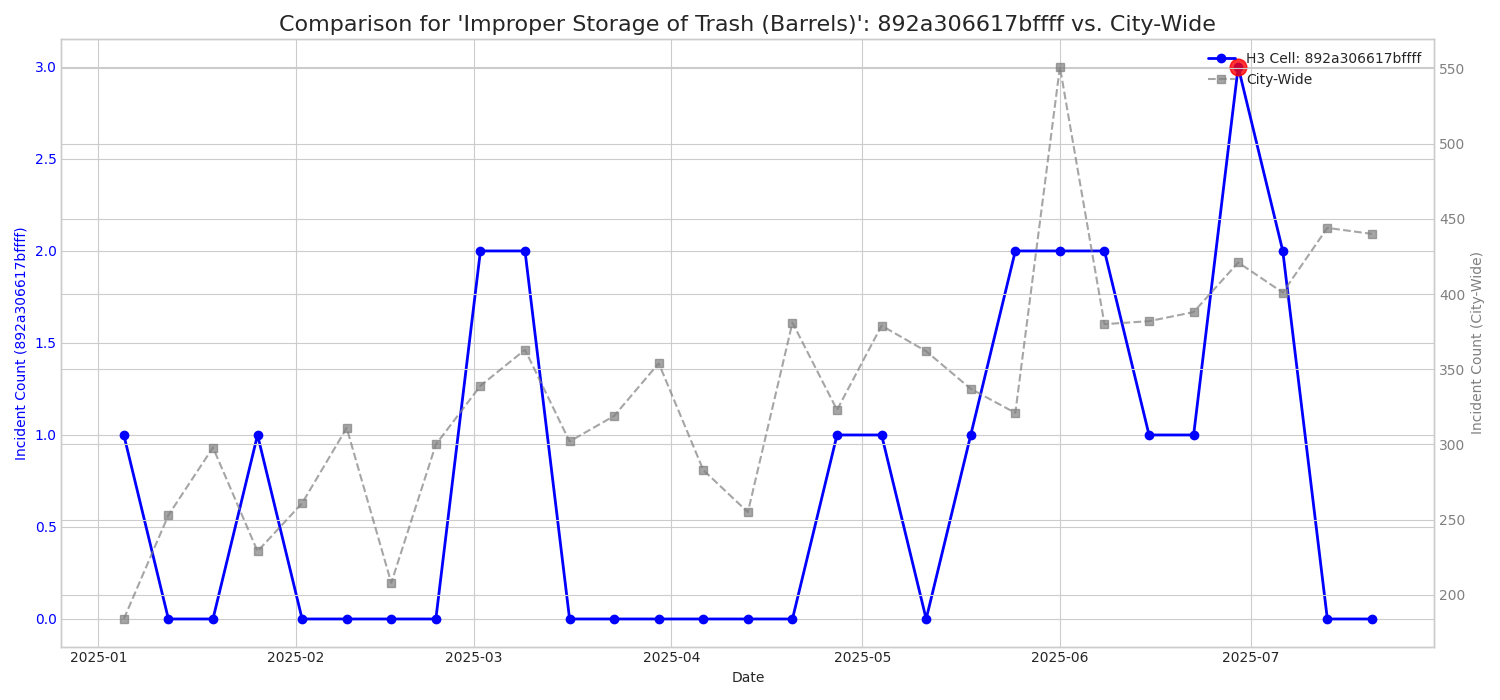 Comparison for 'Improper Storage of Trash (Barrels)': 892a306617bffff vs. City-Wide
H3 Cell: 892a306617bffff
City-Wide
Incident Count (892a306617bffff)
3.0
2.5
2.0
1.5
1.0
0.5
0.0
550
500
450
400
350
300
250
200
Incident Count (City-Wide)
2025-01 2025-02 2025-03 2025-04 2025-05 2025-06 2025-07
Date